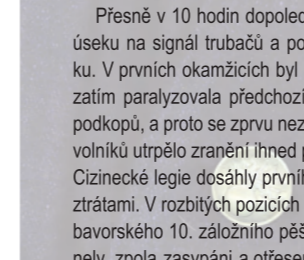 Přesně v 10 hodin dopoled
úseku na signál trubačů a po
ku. V prvních okamžicích byl
zatím paralyzovala předchozí
podkopů, a proto se zprvu nez
volníků utrpělo zranění ihned p
Cizinecké legie dosáhly prvníh
ztrátami. V rozbitých pozicích
bavorského 10. záložního pěš
nely, zpola zasypáni a otřesen